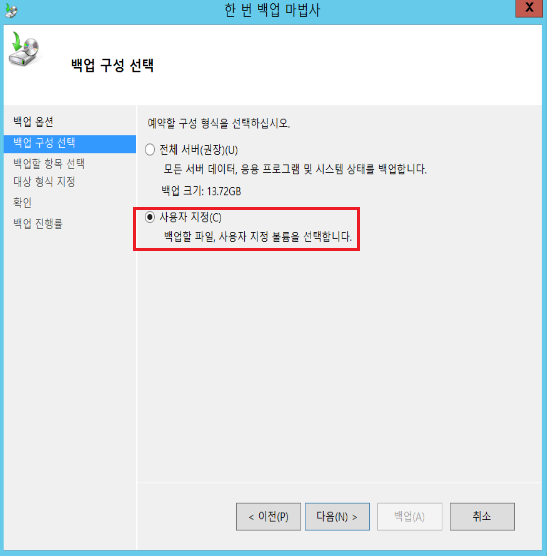 한 번 백업 마법사
X
백업 구성 선택
백업 옵션
백업 구성 선택
백업할 항목 선택
대상 형식 지정
확인
백업 진행률
예약할 구성 형식을 선택하십시오.
전체 서버(권장)(U)
모든 서버 데이터, 응용 프로그램 및 시스템 상태를 백업합니다.
백업 크기: 13.72GB
사용자 지정(C)
백업할 파일, 사용자 지정 볼륨을 선택합니다.
< 이전(P)
다음(N) >
백업(A)
취소